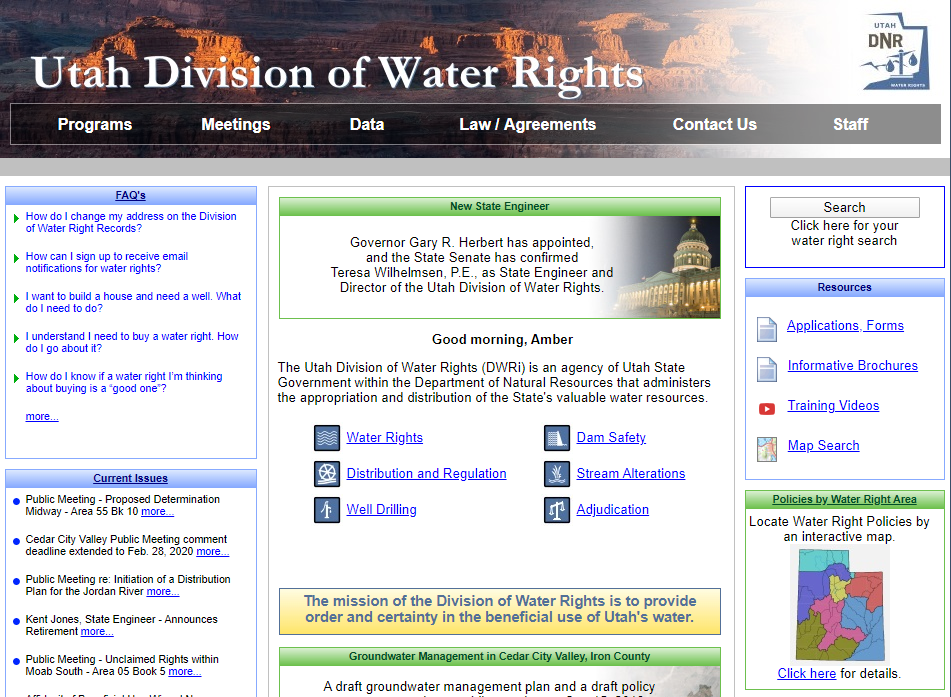 Utah Division of Water Rights
UTAH
DNR
WATER RIGHTS
Programs
Meetings
Data
Law / Agreements
Contact Us
Staff
FAQ's
How do I change my address on the Division
of Water Right Records?
How can I sign up to receive email
notifications for water rights?
I want to build a house and need a well. What
do I need to do?
I understand I need to buy a water right. How
do I go about it?
How do I know if a water right I'm thinking
about buying is a “good one”?
more...
Current Issues
Public Meeting - Proposed Determination
Midway - Area 55 Bk 10 more...
Cedar City Valley Public Meeting comment
deadline extended to Feb. 28, 2020 more...
Public Meeting re: Initiation of a Distribution
Plan for the Jordan River more...
Kent Jones, State Engineer - Announces
Retirement more...
Public Meeting - Unclaimed Rights within
Moab South - Area 05 Book 5 more...
New State Engineer
Governor Gary R. Herbert has appointed,
and the State Senate has confirmed
Teresa Wilhelmsen, P.E., as State Engineer and
Director of the Utah Division of Water Rights.
Good morning, Amber
The Utah Division of Water Rights (DWRi) is an agency of Utah State
Government within the Department of Natural Resources that administers
the appropriation and distribution of the State's valuable water resources.
Water Rights
Dam Safety
Distribution and Regulation
Stream Alterations
Well Drilling
Adjudication
The mission of the Division of Water Rights is to provide
order and certainty in the beneficial use of Utah's water.
Groundwater Management in Cedar City Valley, Iron County
A draft groundwater management plan and a draft policy
Search
Click here for your
water right search
Resources
Applications, Forms
Informative Brochures
Training Videos
Map Search
Policies by Water Right Area
Locate Water Right Policies by
an interactive map.
Click here for details.